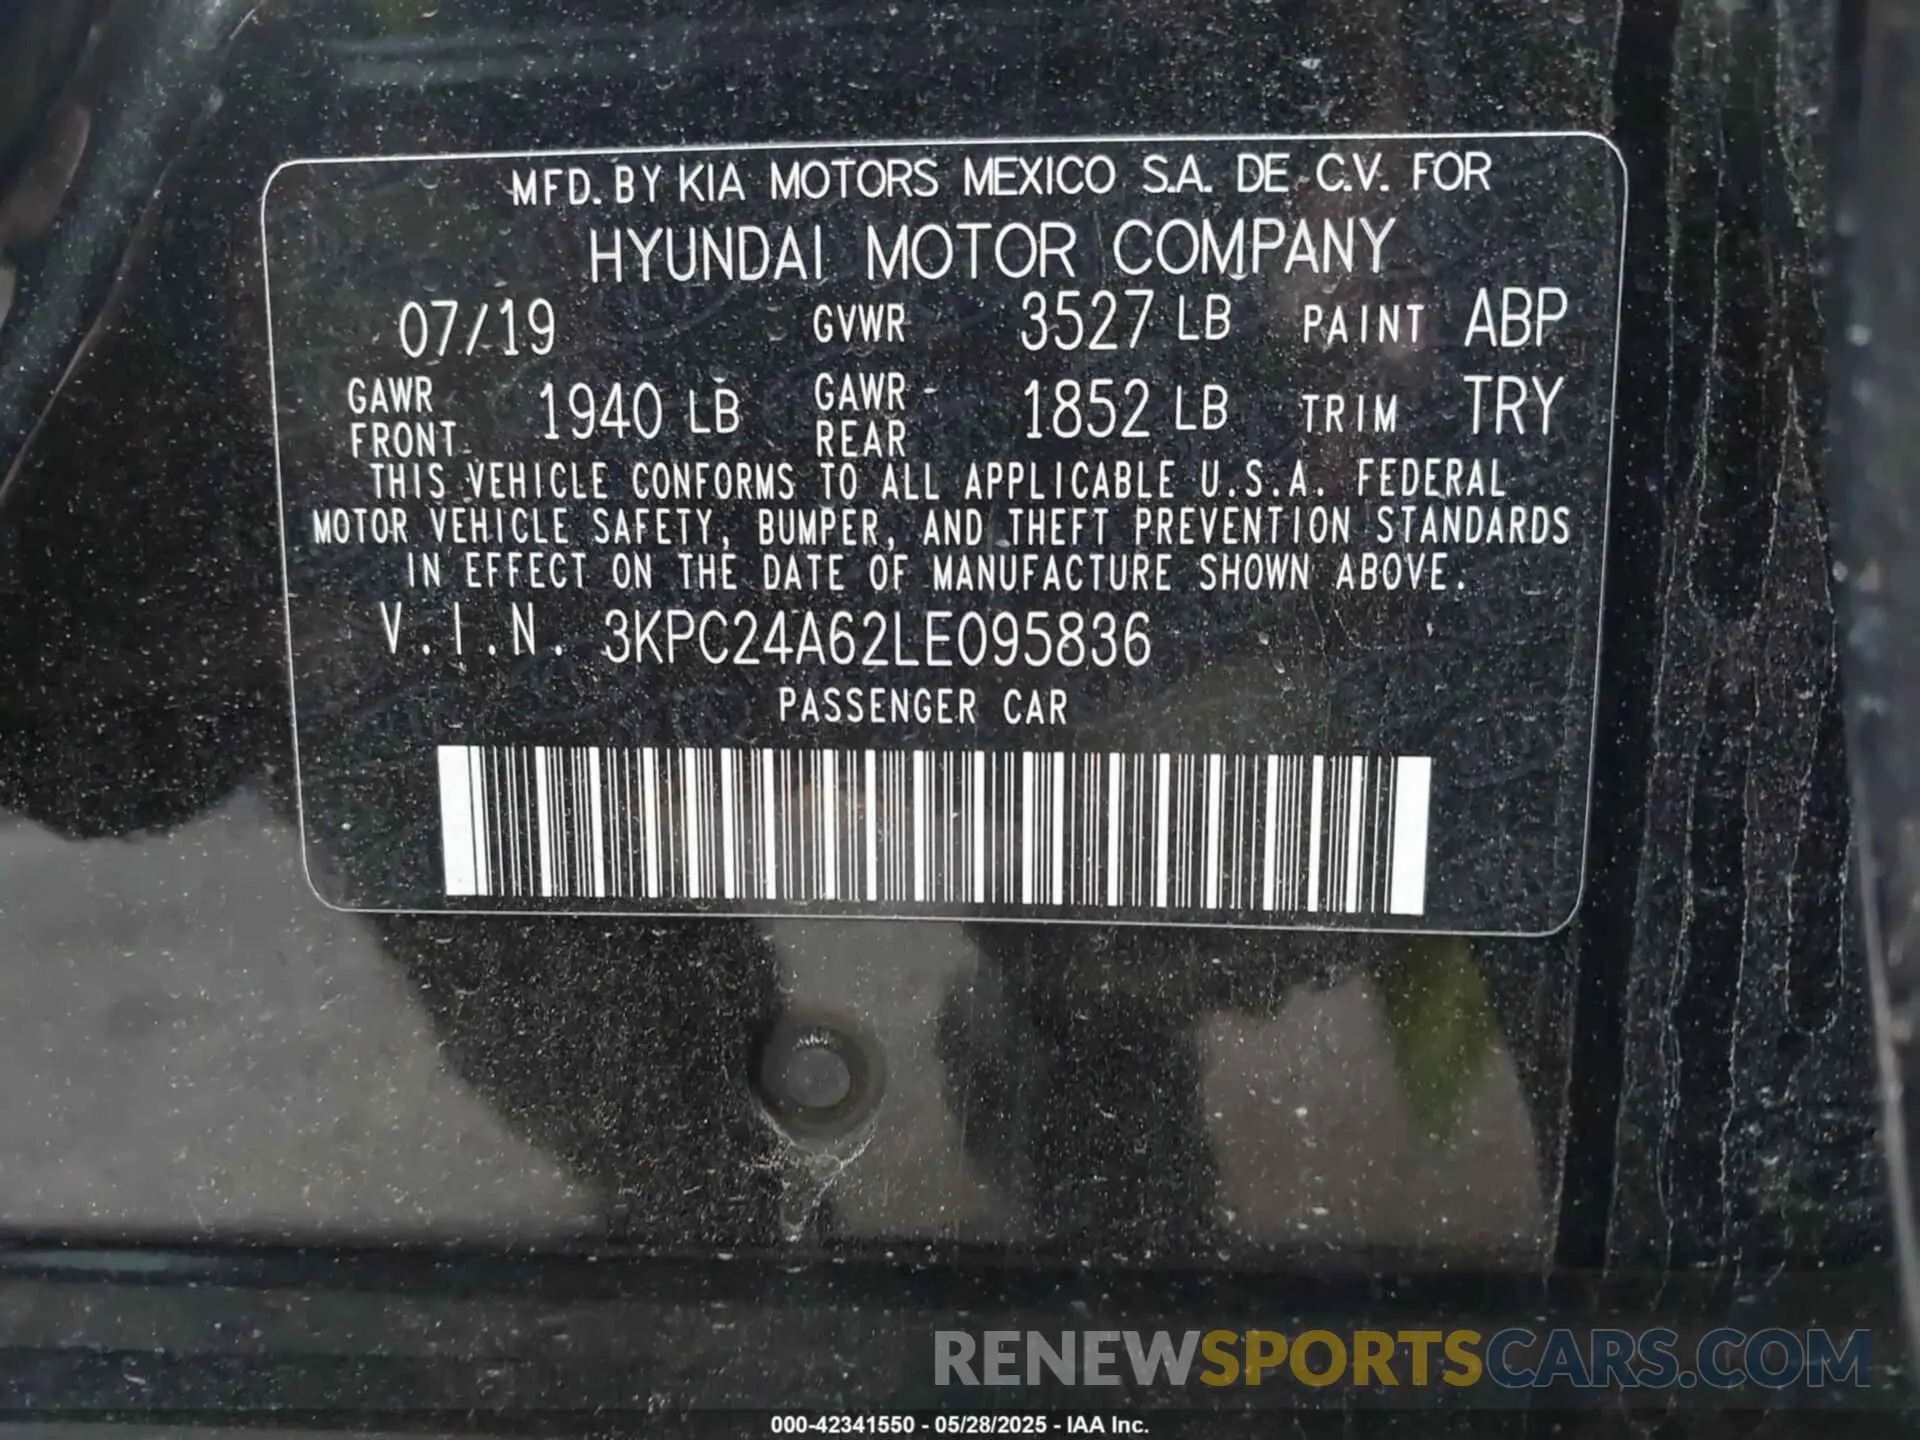 MFD. BY KIA MOTORS MEXICO S.A. DE C.V. FOR
HYUNDAI MOTOR COMPANY
07/19 GVWR 3527 LB PAINT ABP
GAWR FRONT 1940 LB GAWR REAR 1852 LB TRIM TRY
THIS VEHICLE CONFORMS TO ALL APPLICABLE U.S.A. FEDERAL
MOTOR VEHICLE SAFETY, BUMPER, AND THEFT PREVENTION STANDARDS
IN EFFECT ON THE DATE OF MANUFACTURE SHOWN ABOVE.
V.I.N. 3KPC24A62LE095836
PASSENGER CAR
RENEWSPORTSCARS.COM
000-42341550 - 05/28/2025 - IAA Inc.